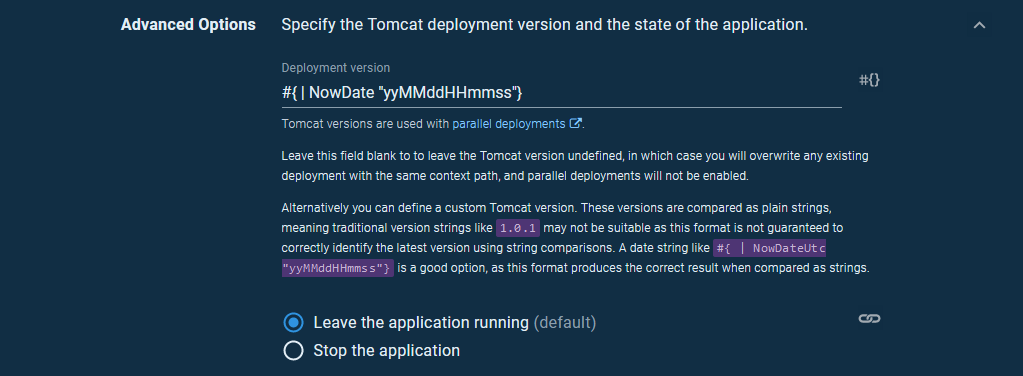 Advanced Options Specify the Tomcat deployment version and the state of the application.
Deployment version
#{ | NowDate "yyMMddHHmmss"}
#{}
Tomcat versions are used with parallel deployments.
Leave this field blank to to leave the Tomcat version undefined, in which case you will overwrite any existing
deployment with the same context path, and parallel deployments will not be enabled.
Alternatively you can define a custom Tomcat version. These versions are compared as plain strings,
meaning traditional version strings like 1.0.1 may not be suitable as this format is not guaranteed to
correctly identify the latest version using string comparisons. A date string like #{ | NowDateUtc
"yyMMddHHmmss"} is a good option, as this format produces the correct result when compared as strings.
Leave the application running (default)
Stop the application